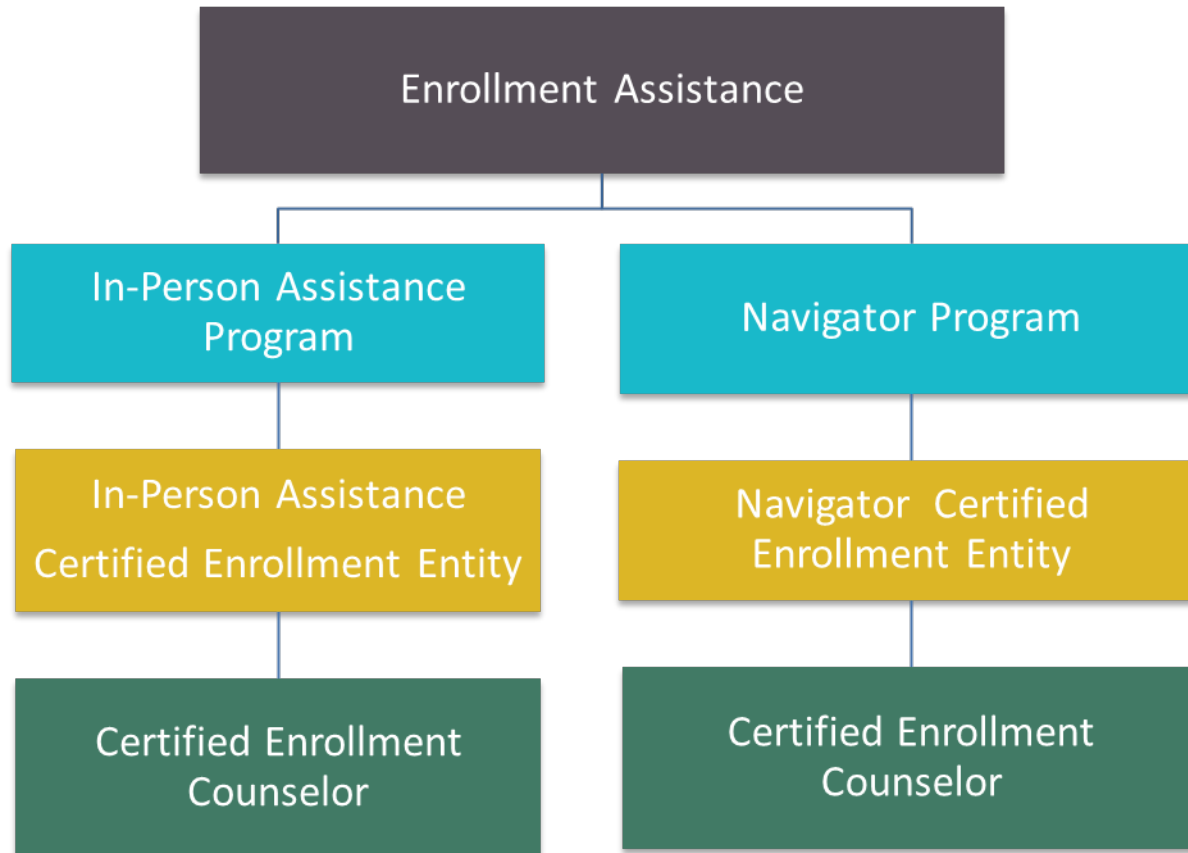 Enrollment Assistance
In-Person Assistance
Program
Navigator Program
In-Person Assistance
Certified Enrollment Entity
Navigator Certified
Enrollment Entity
Certified Enrollment
Counselor
Certified Enrollment
Counselor